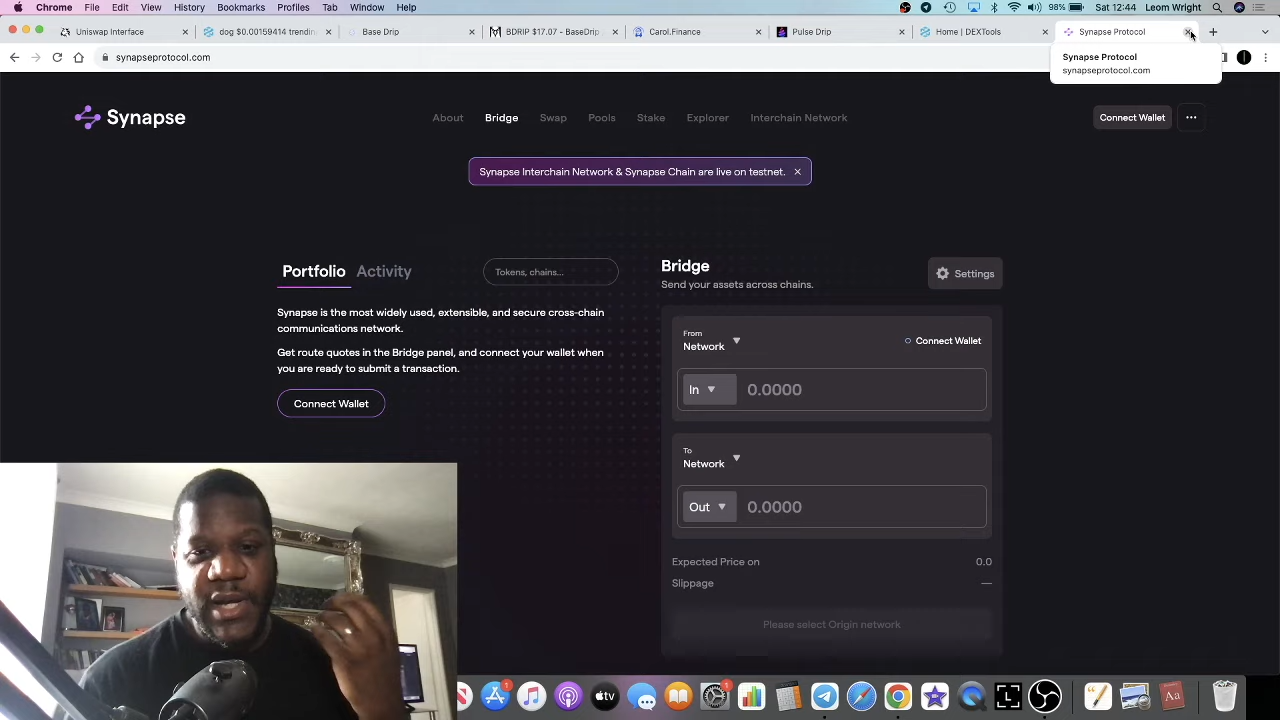 Chrome File Edit View History Bookmarks Profiles Tab Window Help 98% Sat 12:44 Leom Wright
Uniswap Interface dog $0.00159414 trendin Base Drip BDRIP $17.07 - BaseDrip Carol.Finance Pulse Drip Home | DEXTools Synapse Protocol
synapseprotocol.com
Synapse Protocol
synapseprotocol.com
Synapse
About Bridge Swap Pools Stake Explorer Interchain Network
Connect Wallet
Synapse Interchain Network & Synapse Chain are live on testnet.
Portfolio Activity
Tokens, chains...
Synapse is the most widely used, extensible, and secure cross-chain
communications network.
Get route quotes in the Bridge panel, and connect your wallet when
you are ready to submit a transaction.
Connect Wallet
Bridge
Send your assets across chains.
Settings
From
Network
Connect Wallet
In 0.0000
To
Network
Out 0.0000
Expected Price on 0.0
Slippage —
Please select Origin network
1
tv
1
Aa